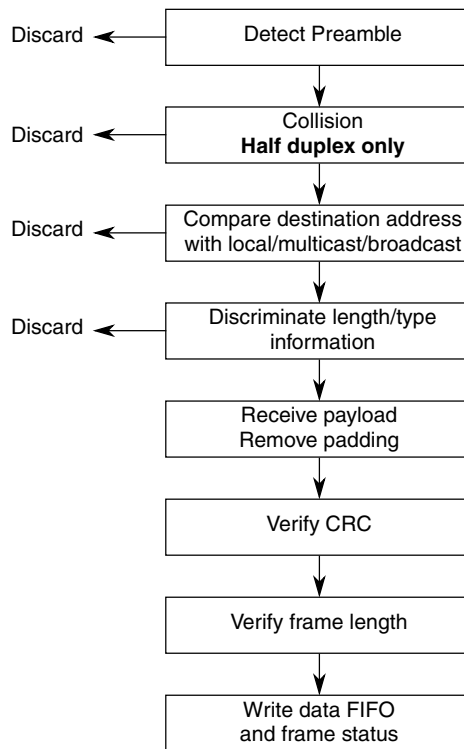 Discard
Detect Preamble
Discard
Collision
Half duplex only
Discard
Compare destination address
with local/multicast/broadcast
Discard
Discriminate length/type
information
Receive payload
Remove padding
Verify CRC
Verify frame length
Write data FIFO
and frame status